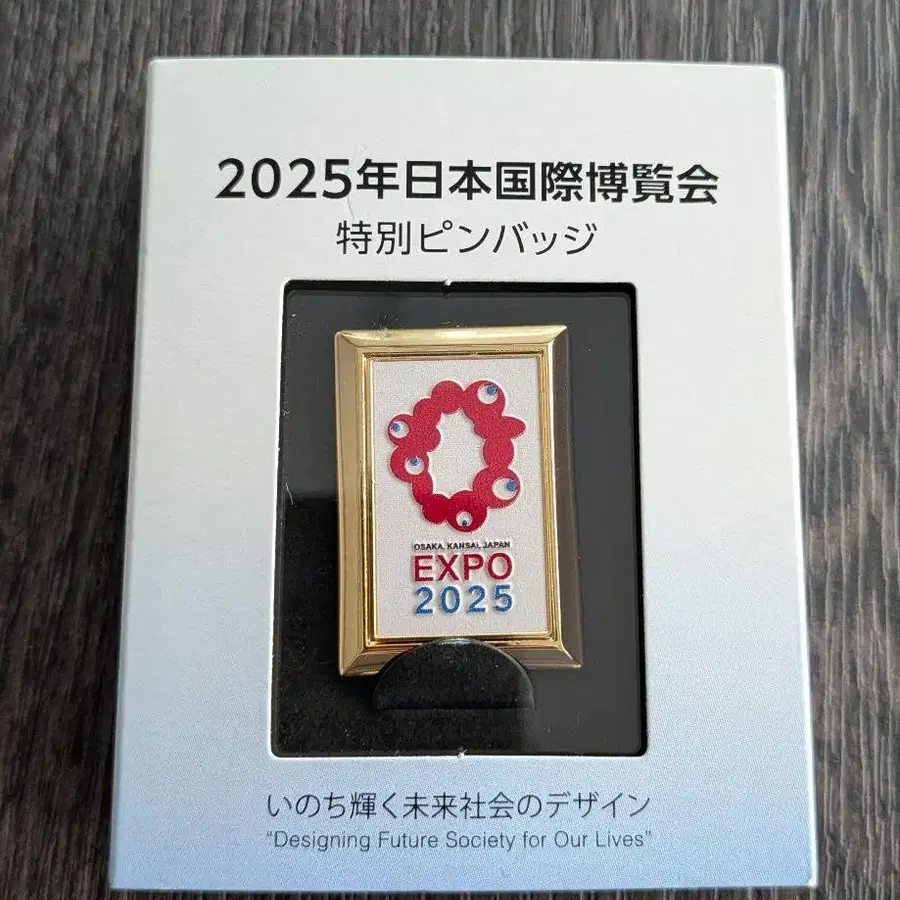 2025年日本国際博覧会
特別ピンバッジ
OSAKA, KANSAI, JAPAN
EXPO
2025
いのち輝く未来社会のデザイン
"Designing Future Society for Our Lives"